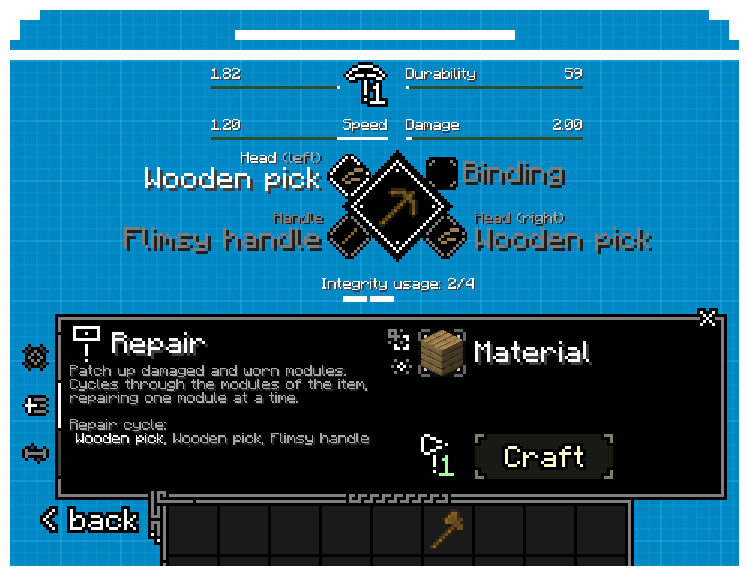 1.82
1
Durability 59
1.20 Speed
Damage 2.00
Head (left)
Wooden pick
Binding
Handle
Flimsy handle
Head (right)
Wooden pick
Integrity usage: 2/4
Repair
Patch up damaged and worn modules.
Cycles through the modules of the item,
repairing one module at a time.
Repair cycle:
Wooden pick, Wooden pick, Flimsy handle
Material
1
Craft
< back